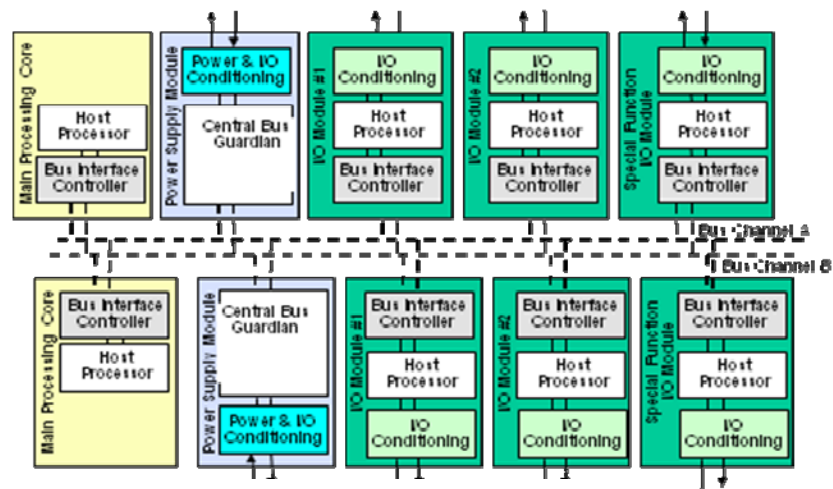 Main Processing Core
Host
Processor
Bus Interface
Controller
Power Supply Module
Power & I/O
Conditioning
Central Bus
Guardian
I/O Module #1
I/O
Conditioning
Host
Processor
Bus Interface
Controller
I/O Module #2
I/O
Conditioning
Host
Processor
Bus Interface
Controller
Special Function
I/O Module
I/O
Conditioning
Host
Processor
Bus Interface
Controller
Bus Channel A
Bus Channel B
Main Processing Core
Bus Interface
Controller
Host
Processor
Power Supply Module
Central Bus
Guardian
Power & I/O
Conditioning
I/O Module #1
Bus Interface
Controller
Host
Processor
I/O
Conditioning
I/O Module #2
Bus Interface
Controller
Host
Processor
I/O
Conditioning
Special Function
I/O Module
Bus Interface
Controller
Host
Processor
I/O
Conditioning